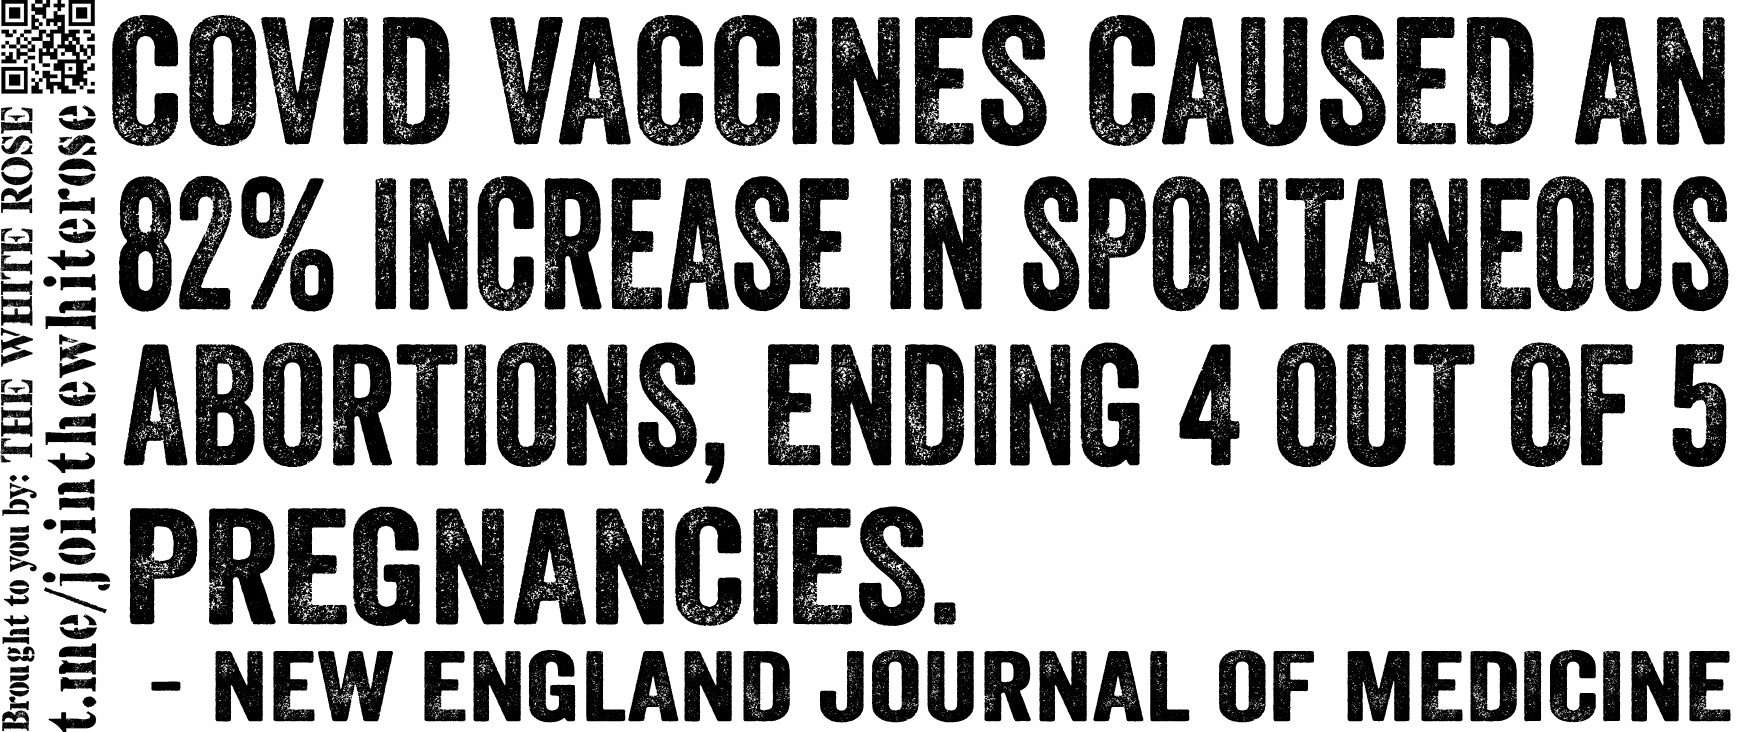 COVID VACCINES CAUSED AN
82% INCREASE IN SPONTANEOUS
ABORTIONS, ENDING 4 OUT OF 5
PREGNANCIES.
- NEW ENGLAND JOURNAL OF MEDICINE
Brought to you by: THE WHITE ROSE
t.me/jointhewhiterose